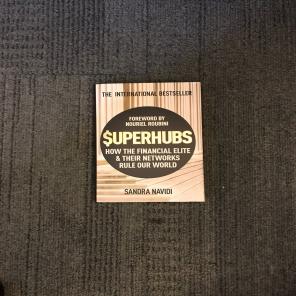 THE INTERNATIONAL BESTSELLER
FOREWORD BY
NOURIEL ROUBINI
$UPERHUBS
HOW THE FINANCIAL ELITE
& THEIR NETWORKS
RULE OUR WORLD
SANDRA NAVIDI